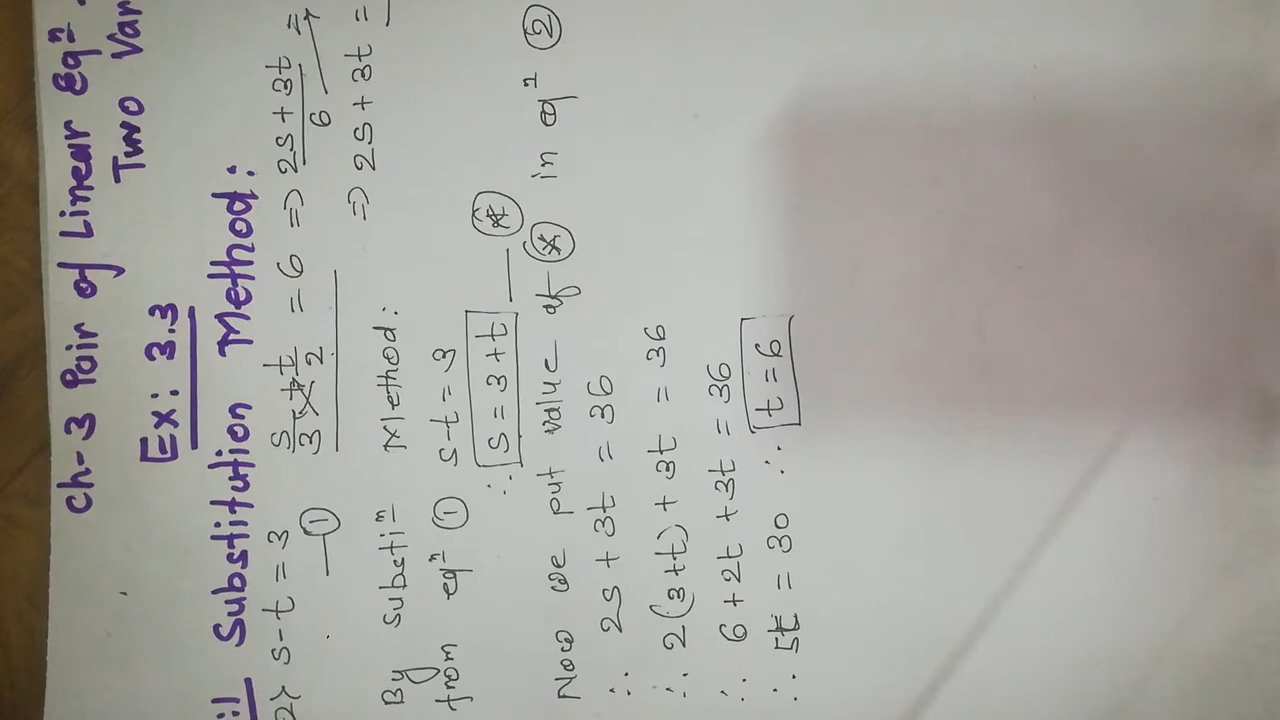 Ch-3 Pair of Linear Eqⁿ.
Two Var
Ex: 3.3
:1 Substitution Method:
2> s-t=3 s/3 + t/2 = 6 ⇒ (2s+3t)/6 =
—① ⇒ 2s+3t =
By substiⁿ Method:
from eqⁿ ① s-t=3
∴ s=3+t —⊛
Now we put value of ⊛ in eqⁿ ②
∴ 2s+3t = 36
∴ 2(3+t)+3t = 36
∴ 6+2t+3t = 36
∴ 5t = 30 ∴ t=6